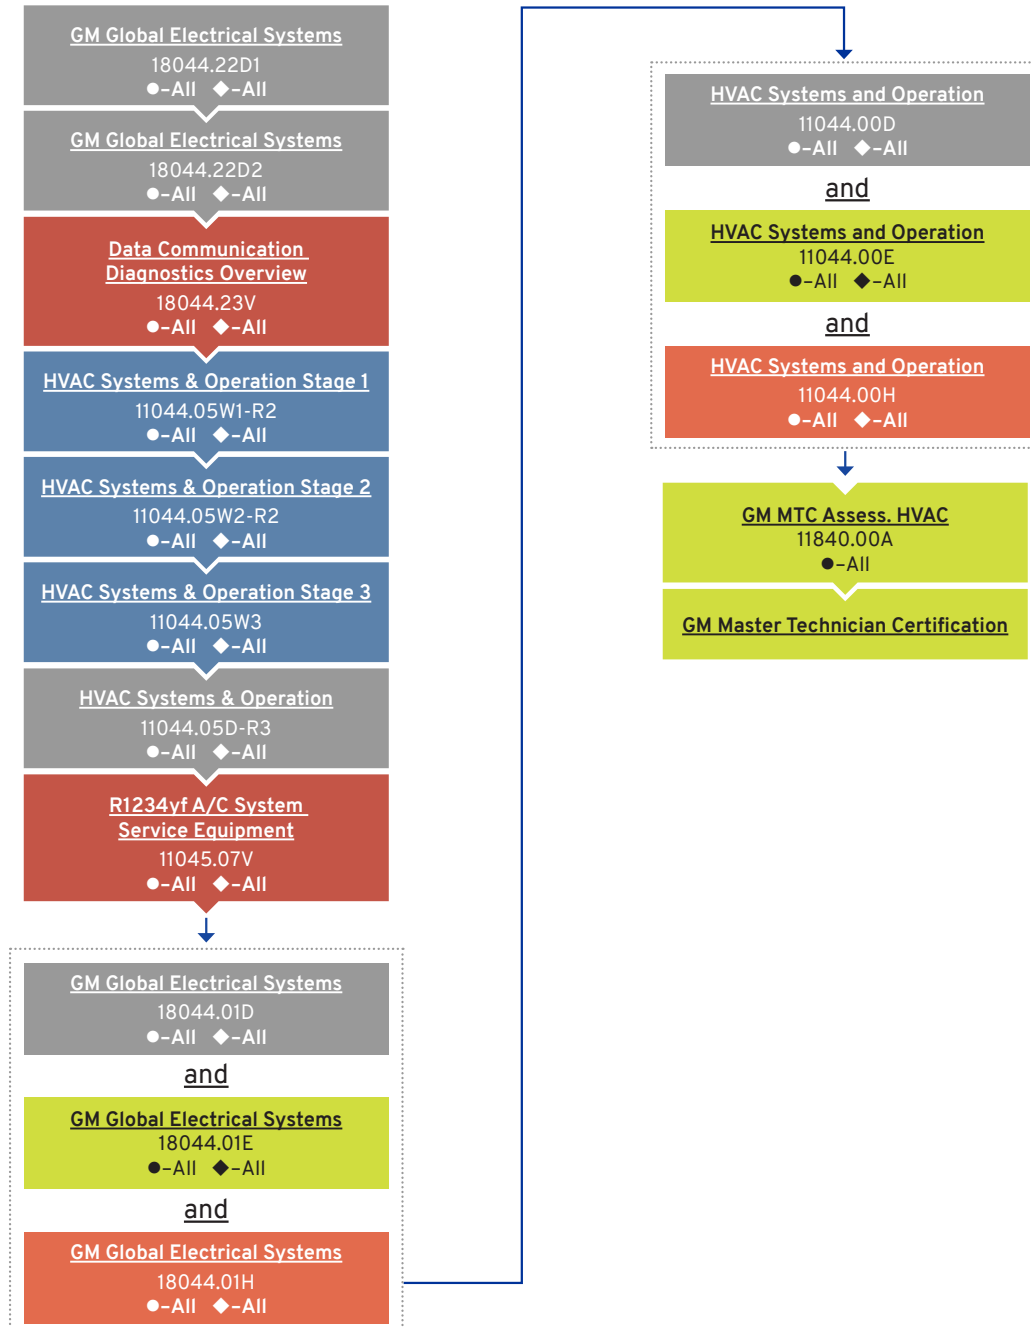 GM Global Electrical Systems
18044.22D1
●–All ◆–All
GM Global Electrical Systems
18044.22D2
●–All ◆–All
Data Communication
Diagnostics Overview
18044.23V
●–All ◆–All
HVAC Systems & Operation Stage 1
11044.05W1-R2
●–All ◆–All
HVAC Systems & Operation Stage 2
11044.05W2-R2
●–All ◆–All
HVAC Systems & Operation Stage 3
11044.05W3
●–All ◆–All
HVAC Systems & Operation
11044.05D-R3
●–All ◆–All
R1234yf A/C System
Service Equipment
11045.07V
●–All ◆–All
GM Global Electrical Systems
18044.01D
●–All ◆–All
and
GM Global Electrical Systems
18044.01E
●–All ◆–All
and
GM Global Electrical Systems
18044.01H
●–All ◆–All
HVAC Systems and Operation
11044.00D
●–All ◆–All
and
HVAC Systems and Operation
11044.00E
●–All ◆–All
and
HVAC Systems and Operation
11044.00H
●–All ◆–All
GM MTC Assess. HVAC
11840.00A
●–All
GM Master Technician Certification